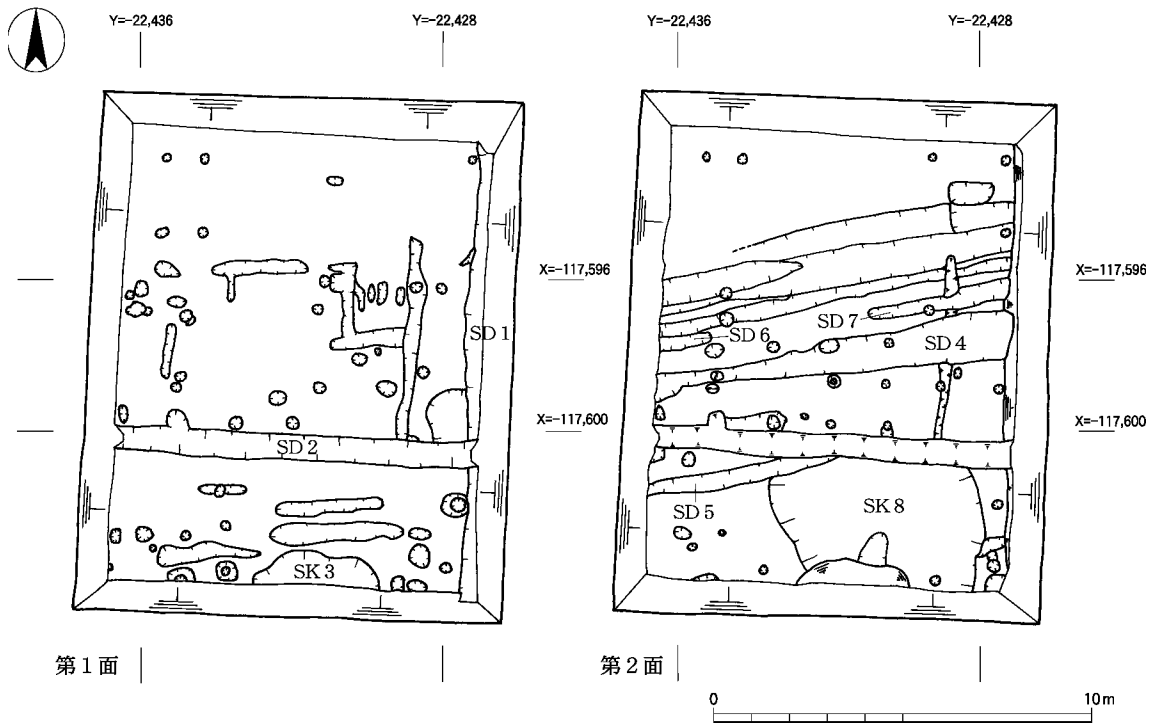 Y=-22,436
Y=-22,428
Y=-22,436
Y=-22,428
X=-117,596
X=-117,596
SD 1
SD 6
SD 7
SD 4
X=-117,600
X=-117,600
SD 2
SD 5
SK 8
SK 3
第1面
第2面
0
10m